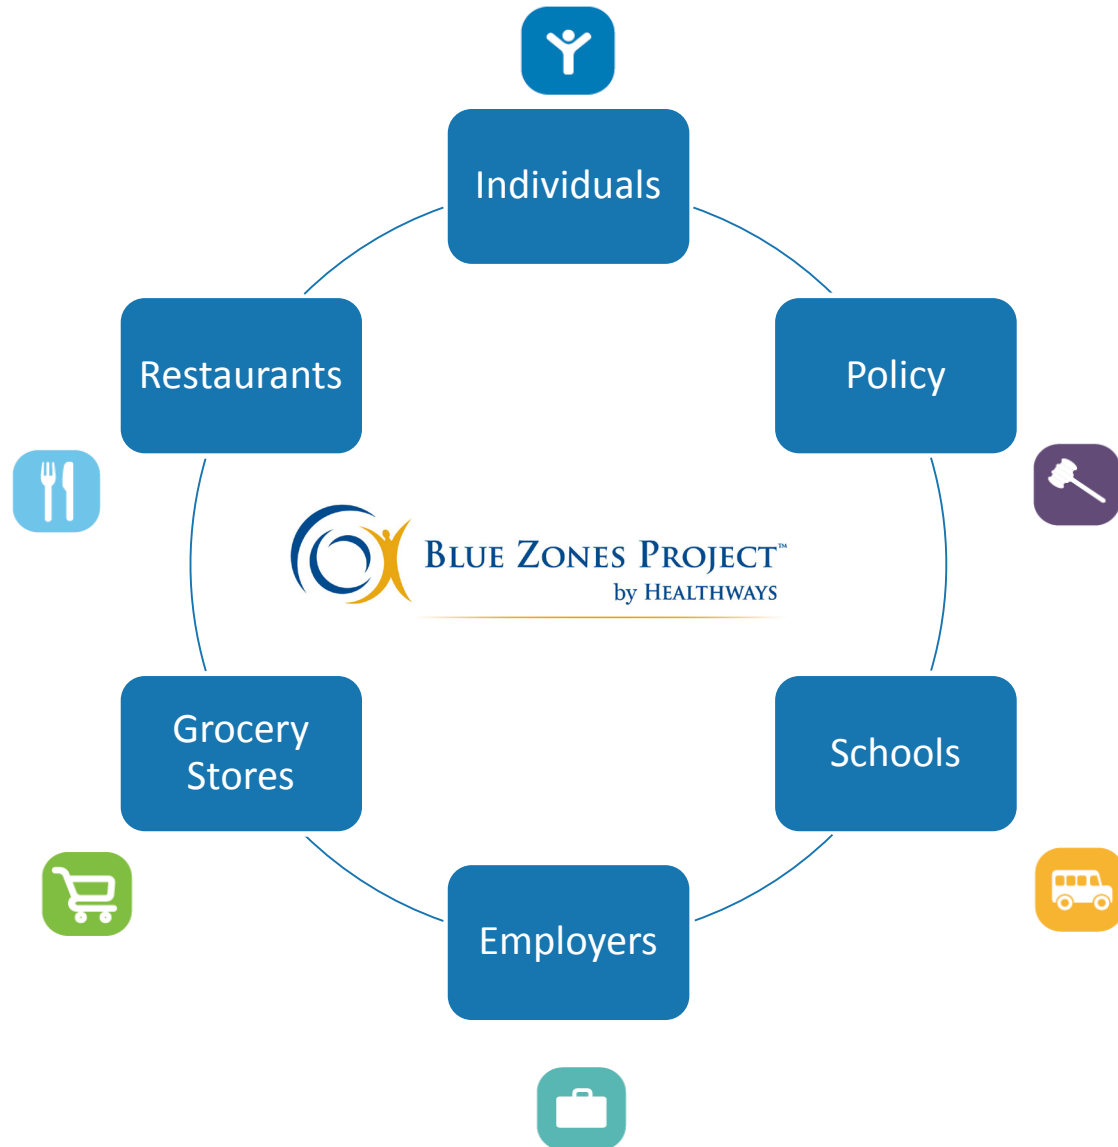 Individuals
Restaurants
Policy
BLUE ZONES PROJECT™
by HEALTHWAYS
Grocery
Stores
Schools
Employers